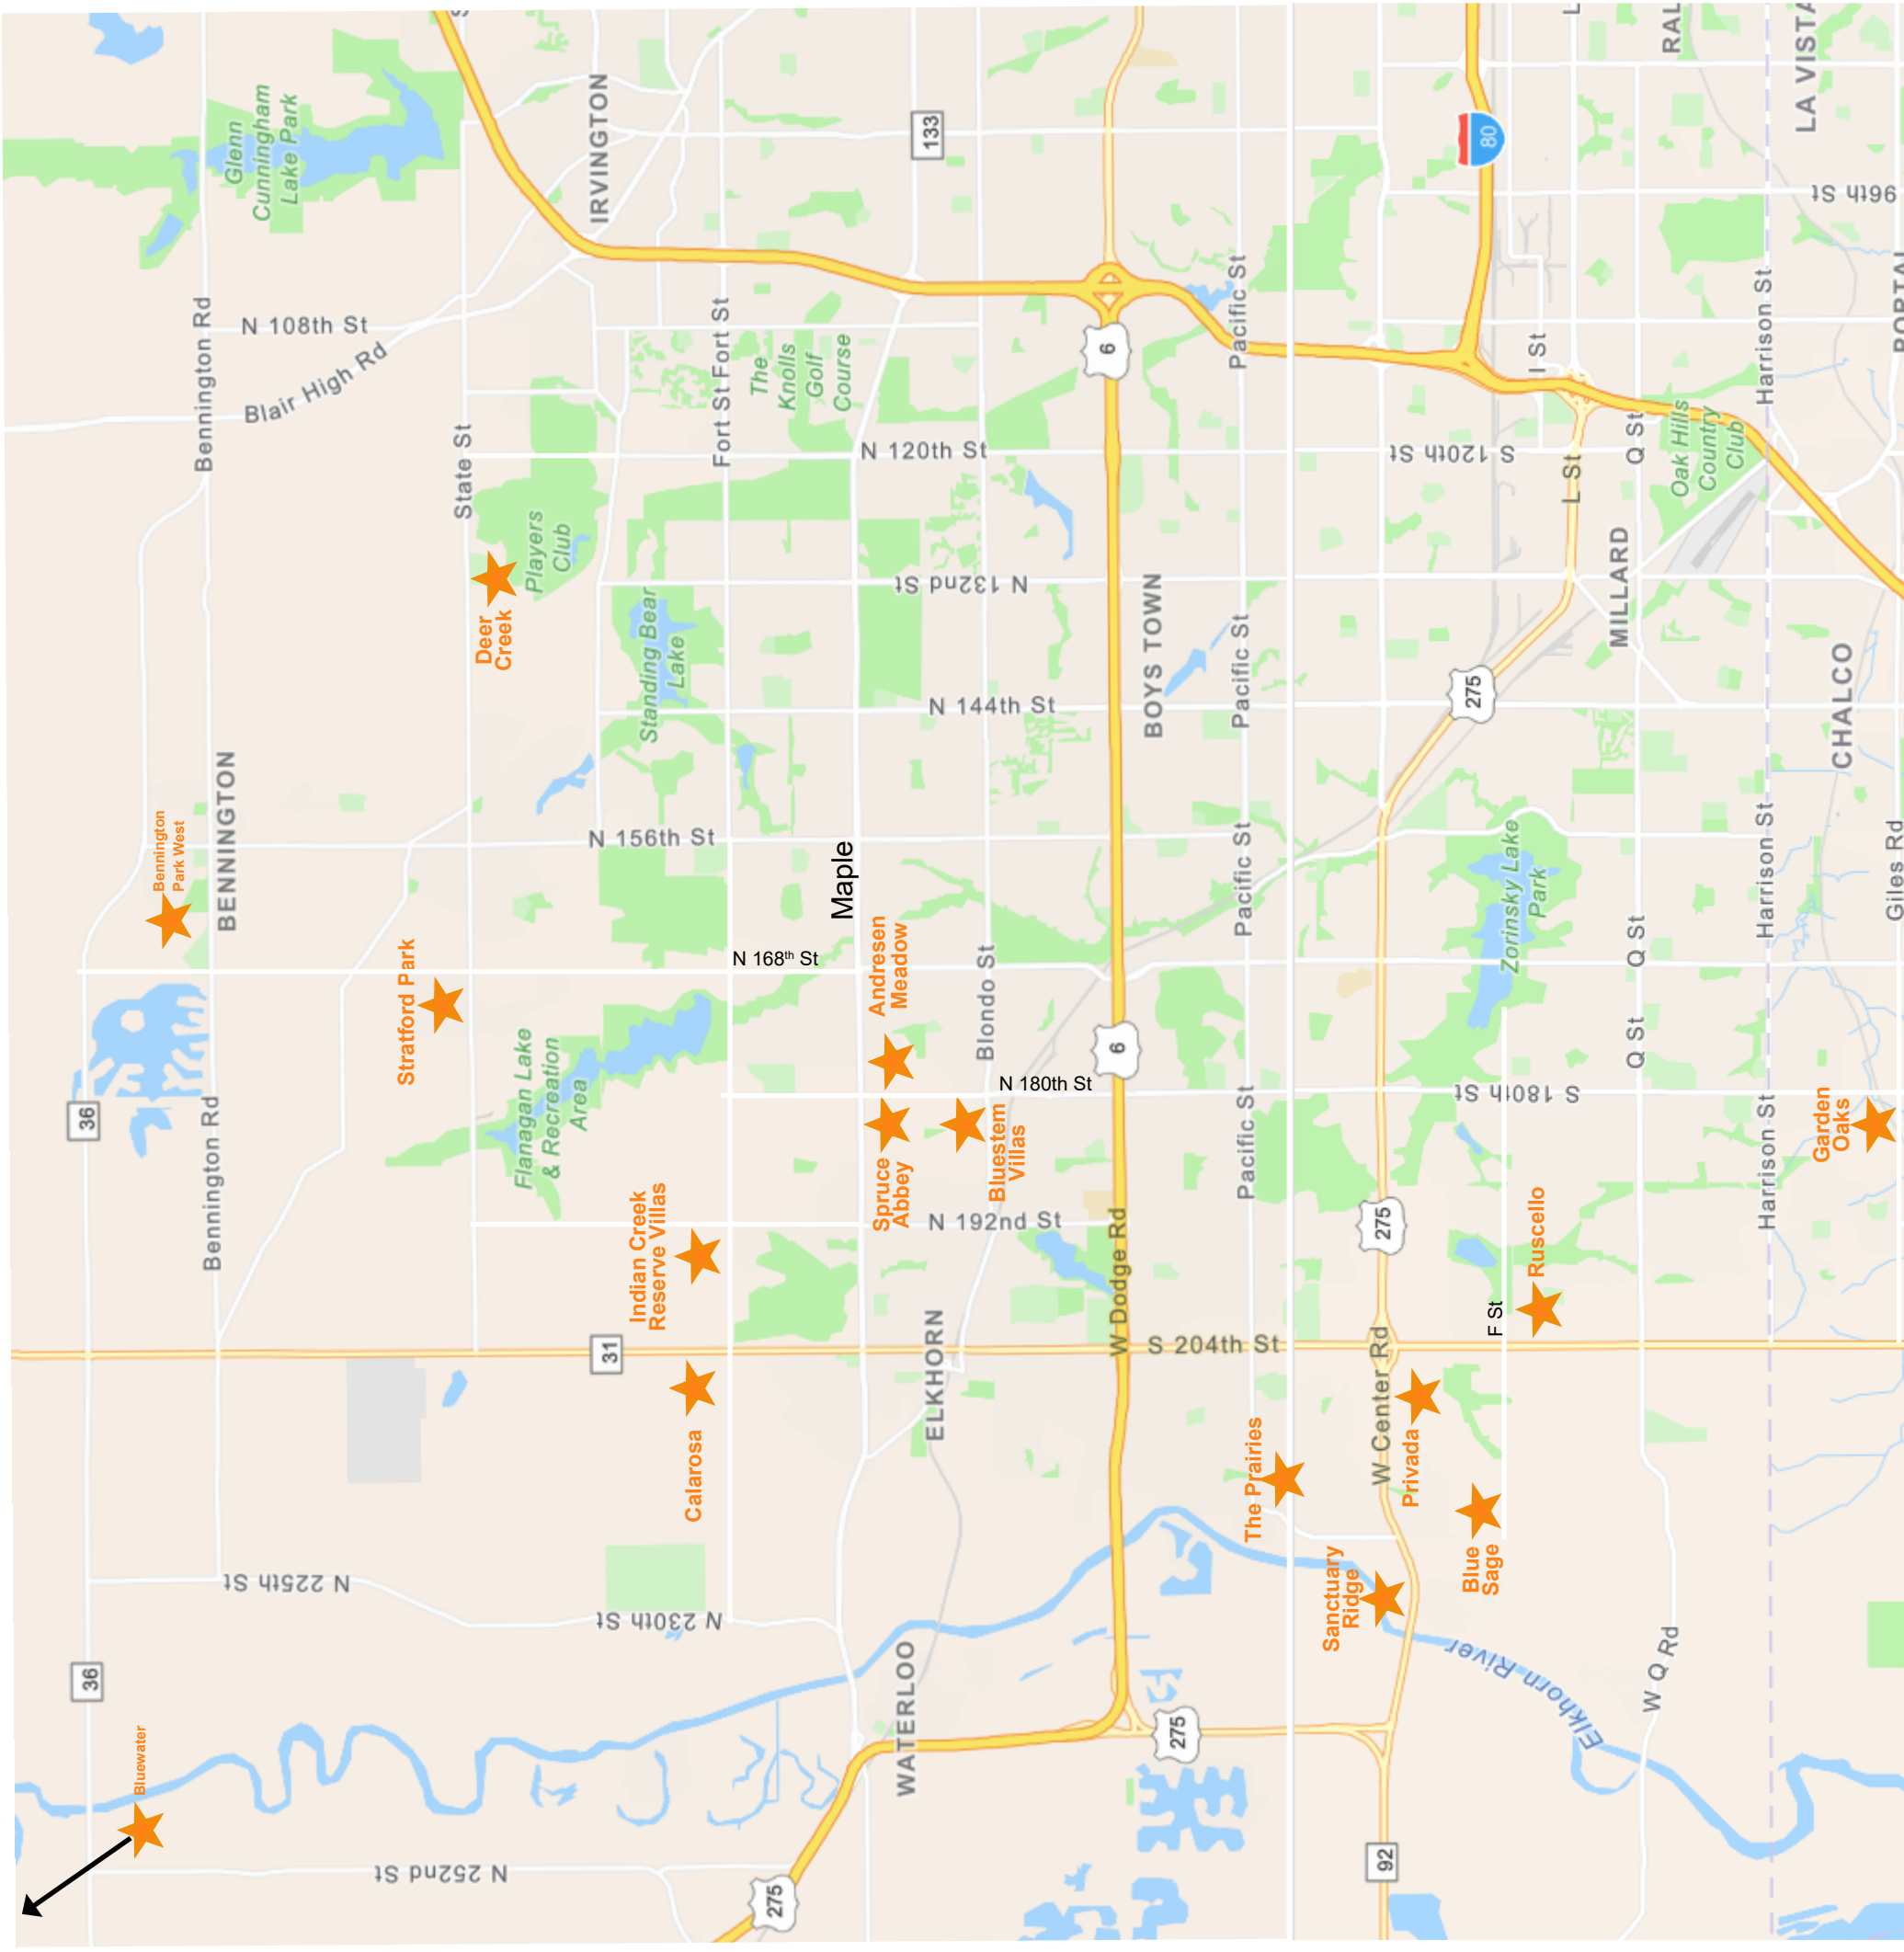 36
36
Bluewater
Bennington
Park West
BENNINGTON
Bennington Rd
Bennington Rd
Glenn
Cunningham
Lake Park
N 108th St
Blair High Rd
N 225th St
N 252nd St
Stratford Park
State St
Deer
Creek
Players
Club
Flanagan Lake
& Recreation
Area
IRVINGTON
31
N 156th St
N 230th St
Indian Creek
Reserve Villas
Standing Bear
Lake
Calarosa
Fort St
Fort St
N 168th St
The
Knolls
Golf
Course
275
Maple
Andresen
Meadow
Spruce
Abbey
WATERLOO
ELKHORN
133
N 120th St
N 132nd St
N 144th St
N 192nd St
Blondo St
Bluestem
Villas
N 180th St
6
6
W Dodge Rd
BOYS TOWN
275
S 204th St
Pacific St
Pacific St
Pacific St
Pacific St
Pacific St
The Prairies
Sanctuary
Ridge
W Center Rd
275
92
Privada
S 120th St
275
80
Blue
Sage
F St
S 180th St
Zorinsky Lake
Park
Elkhorn River
Ruscello
I St
L St
L
MILLARD
Q St
Q St
Q St
W Q Rd
RAL
Oak Hills
Country
Club
Harrison St
Harrison St
Harrison St
LA VISTA
96th St
Garden
Oaks
CHALCO
Giles Rd